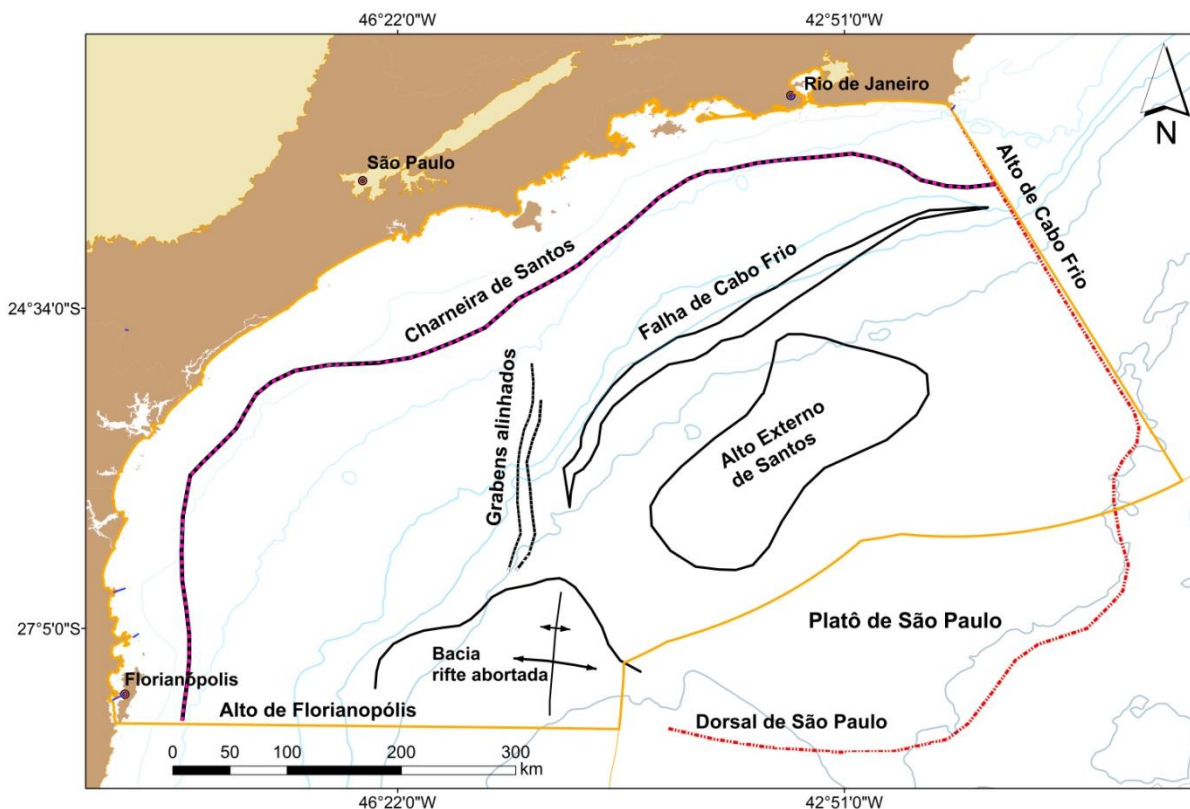 46°22'0"W
42°51'0"W
Rio de Janeiro
N
São Paulo
Alto de Cabo Frio
Charneira de Santos
Falha de Cabo Frio
24°34'0"S
Grabens alinhados
Alto Externo
de Santos
27°5'0"S
Platô de São Paulo
Bacia
rifte abortada
Florianópolis
Alto de Florianopólis
Dorsal de São Paulo
0 50 100 200 300
km
46°22'0"W
42°51'0"W